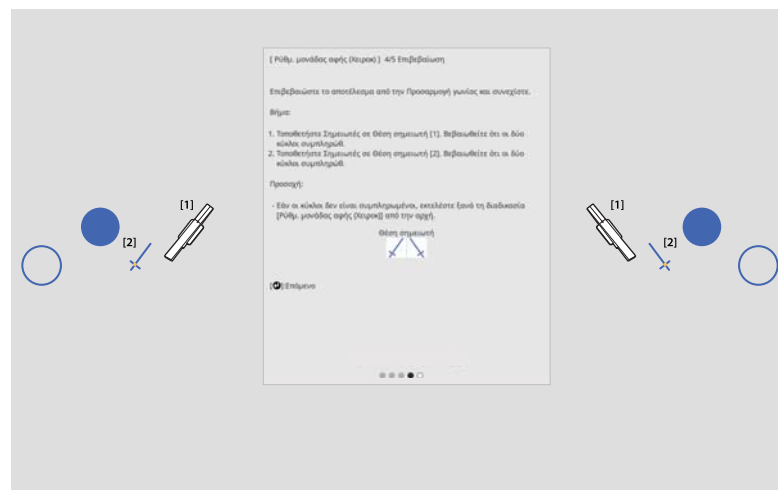 [ Ρύθμ. μονάδας αφής (Χειροκ) ] 4/5 Επιβεβαίωση
Επιβεβαιώστε το αποτέλεσμα από την Προσαρμογή γωνίας και συνεχίστε.
Βήμα:
1. Τοποθετήστε Σημειωτές σε Θέση σημειωτή [1]. Βεβαιωθείτε ότι οι δύο
κύκλοι συμπληρώθ.
2. Τοποθετήστε Σημειωτές σε Θέση σημειωτή [2]. Βεβαιωθείτε ότι οι δύο
κύκλοι συμπληρώθ.
Προσοχή:
- Εάν οι κύκλοι δεν είναι συμπληρωμένοι, εκτελέστε ξανά τη διαδικασία
[Ρύθμ. μονάδας αφής (Χειροκ)] από την αρχή.
Θέση σημειωτή
[1]
[2]
[1]
[2]
[ ]:Επόμενο